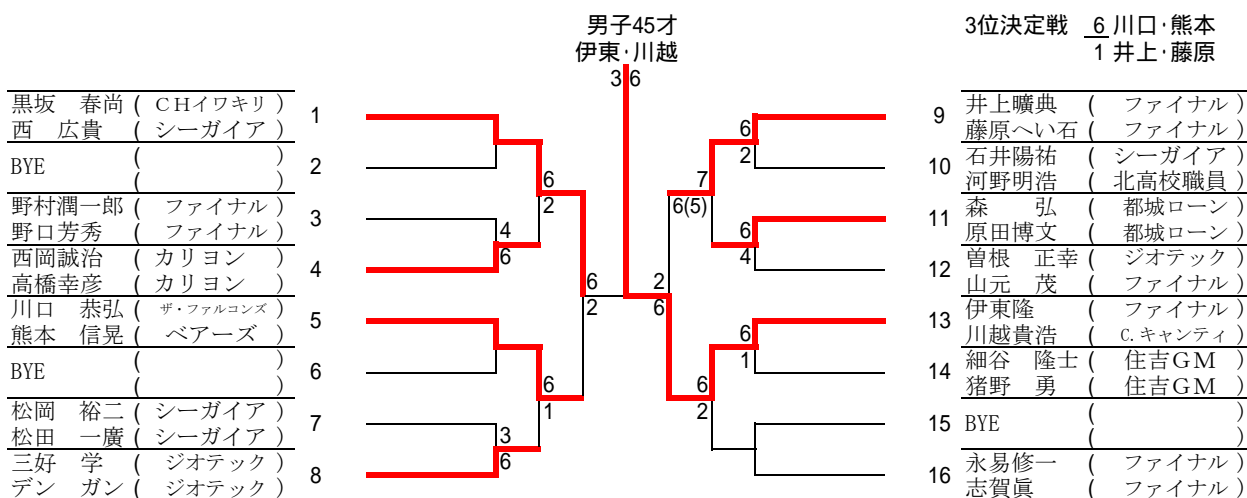 男子45才
伊東・川越
3 6
3位決定戦 6 川口・熊本
1 井上・藤原
黒坂 春尚 ( CHイワキリ ) 1
西 広貴 ( シーガイア )
BYE ( ) 2
( )
野村潤一郎 ( ファイナル ) 3
野口芳秀 ( ファイナル )
西岡誠治 ( カリヨン ) 4
高橋幸彦 ( カリヨン )
川口 恭弘 ( ザ・ファルコンズ ) 5
熊本 信晃 ( ベアーズ )
BYE ( ) 6
( )
松岡 裕二 ( シーガイア ) 7
松田 一廣 ( シーガイア )
三好 学 ( ジオテック ) 8
デン ガン ( ジオテック )
4
6
3
6
6
2
6
1
6
2
2
6
7
6(5)
6
2
6
2
6
4
6
1
9 井上曠典 ( ファイナル )
藤原へい石 ( ファイナル )
10 石井陽祐 ( シーガイア )
河野明浩 ( 北高校職員 )
11 森 弘 ( 都城ローン )
原田博文 ( 都城ローン )
12 曽根 正幸 ( ジオテック )
山元 茂 ( ファイナル )
13 伊東隆 ( ファイナル )
川越貴浩 ( C.キャンティ )
14 細谷 隆士 ( 住吉GM )
猪野 勇 ( 住吉GM )
15 BYE ( )
( )
16 永易修一 ( ファイナル )
志賀眞 ( ファイナル )